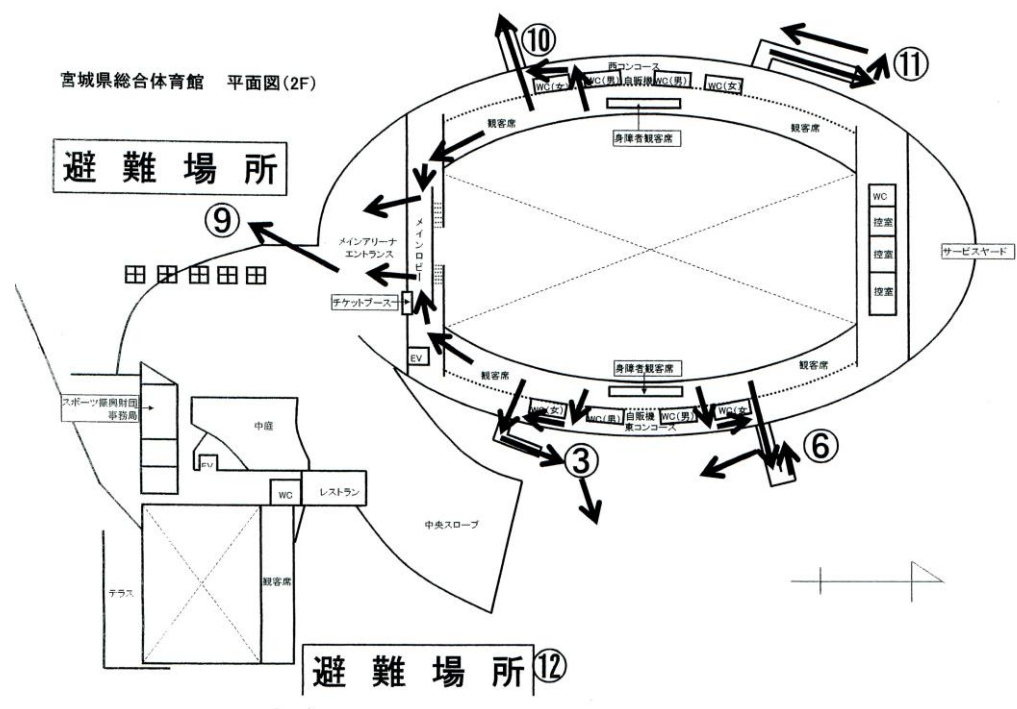 宮城県総合体育館　平面図(2F)
避難場所
⑨
⑩
⑪
西コンコース
WC(女)
WC(男)
自販機
WC(男)
WC(女)
観客席
身障者観客席
観客席
メインアリーナ
エントランス
メインロビー
チケットブース
EV
WC
控室
控室
控室
サービスヤード
観客席
身障者観客席
観客席
WC(女)
WC(男)
自販機
WC(男)
WC(女)
東コンコース
③
⑥
スポーツ振興財団
事務局
中庭
EV
WC
レストラン
中央スロープ
テラス
観客席
避難場所
⑫